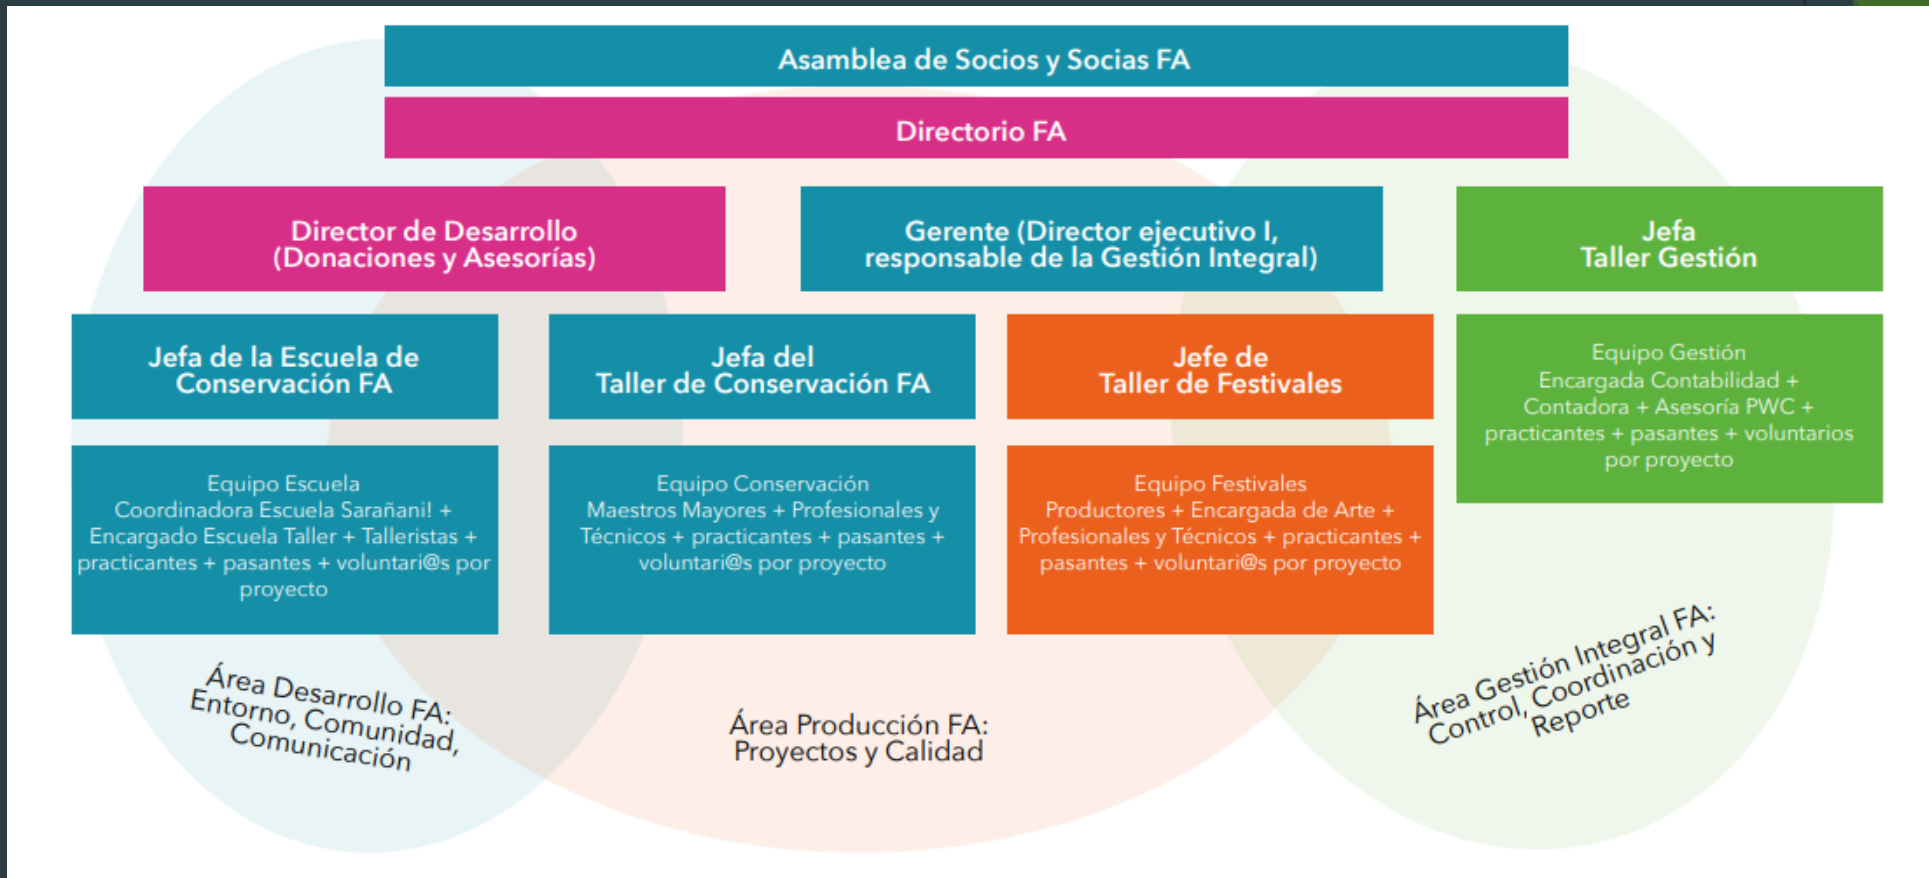 Asamblea de Socios y Socias FA
Directorio FA
Director de Desarrollo
(Donaciones y Asesorías)
Gerente (Director ejecutivo I,
responsable de la Gestión Integral)
Jefa
Taller Gestión
Jefa de la Escuela de
Conservación FA
Jefa del
Taller de Conservación FA
Jefe de
Taller de Festivales
Equipo Gestión
Encargada Contabilidad +
Contadora + Asesoría PWC +
practicantes + pasantes + voluntarios
por proyecto
Equipo Escuela
Coordinadora Escuela Sarañani! +
Encargado Escuela Taller + Talleristas +
practicantes + pasantes + voluntari@s por
proyecto
Equipo Conservación
Maestros Mayores + Profesionales y
Técnicos + practicantes + pasantes +
voluntari@s por proyecto
Equipo Festivales
Productores + Encargada de Arte +
Profesionales y Técnicos + practicantes +
pasantes + voluntari@s por proyecto
Área Desarrollo FA:
Entorno, Comunidad,
Comunicación
Área Producción FA:
Proyectos y Calidad
Área Gestión Integral FA:
Control, Coordinación y
Reporte